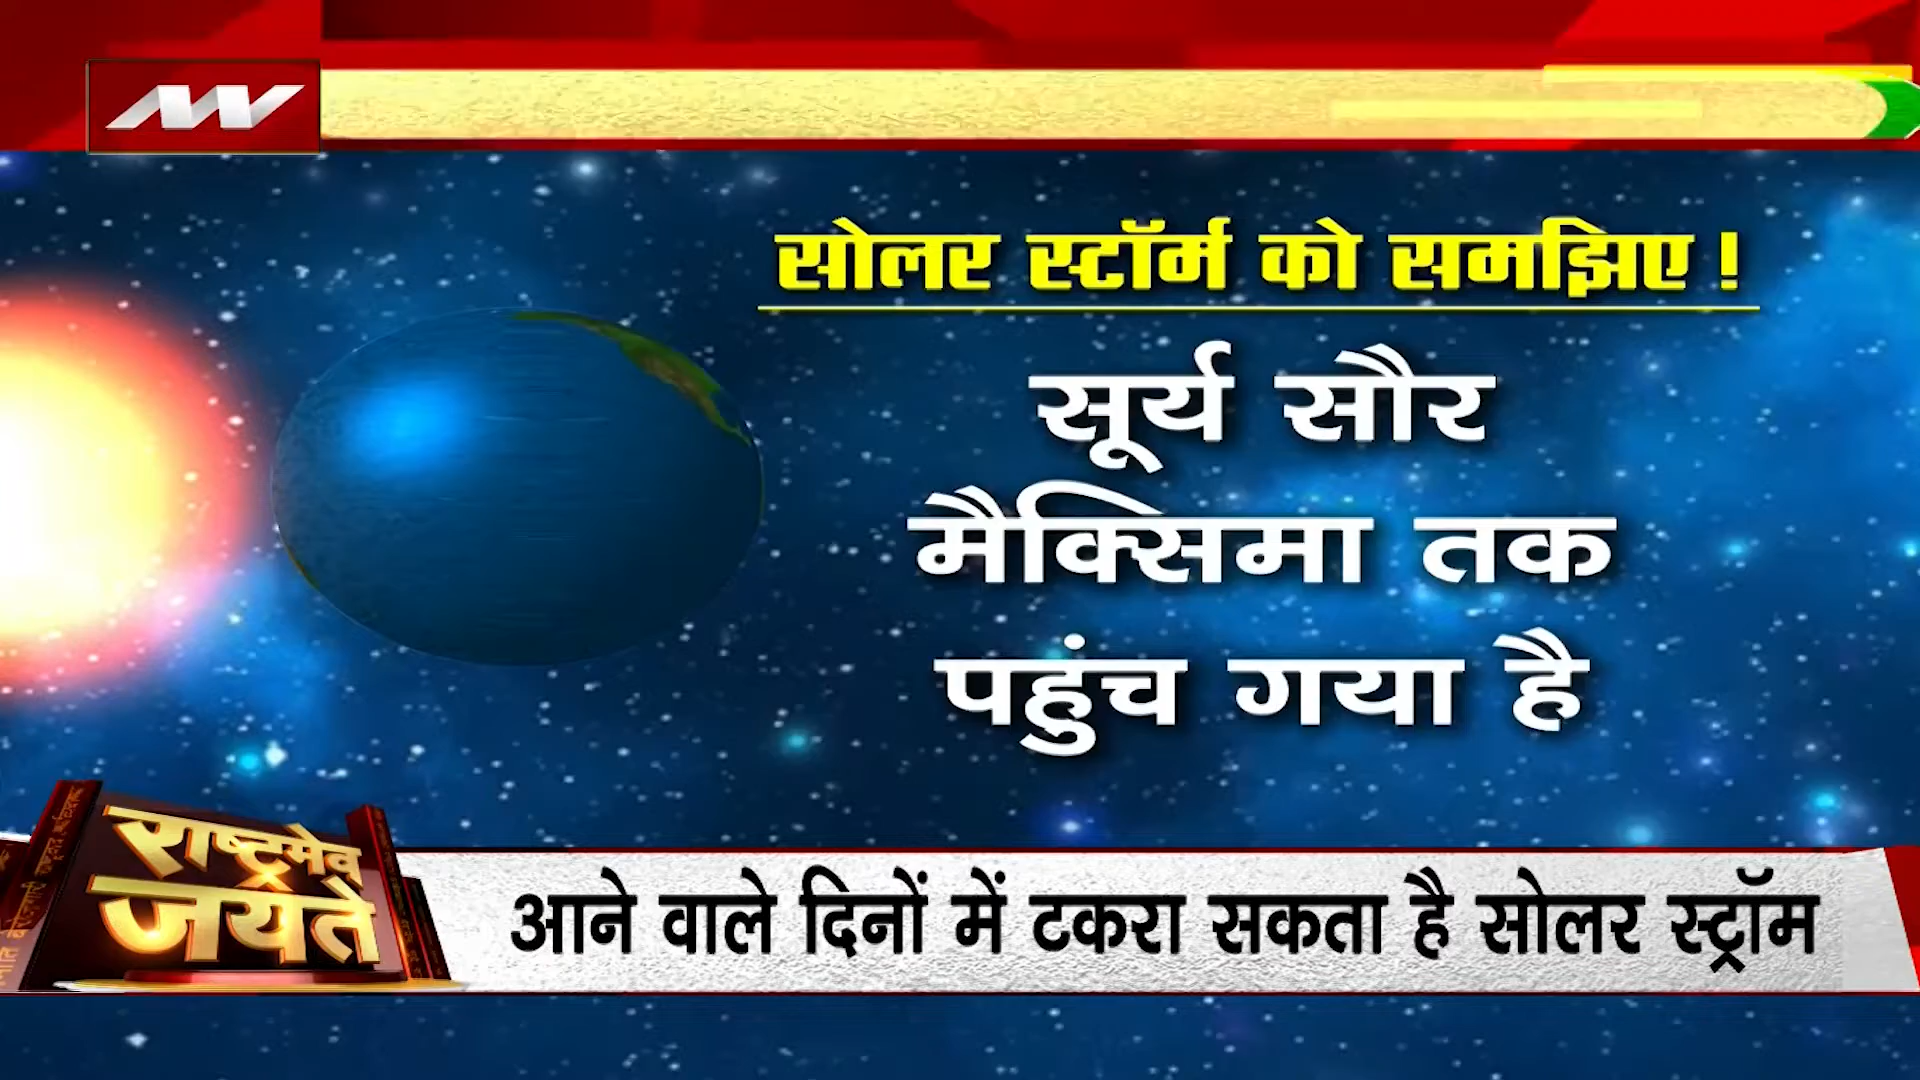 सोलर स्टॉर्म को समझिए !
सूर्य सौर
मैक्सिमा तक
पहुंच गया है
राष्ट्रमेव
जयते
आने वाले दिनों में टकरा सकता है सोलर स्ट्रॉम